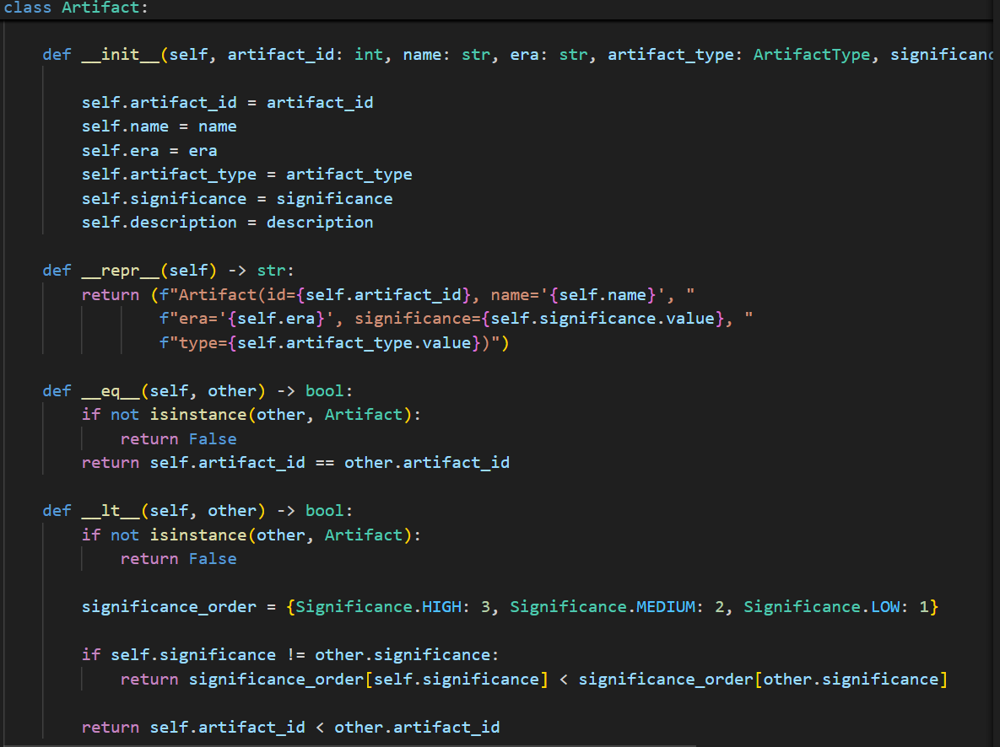 class Artifact:
def __init__(self, artifact_id: int, name: str, era: str, artifact_type: ArtifactType, significanc
self.artifact_id = artifact_id
self.name = name
self.era = era
self.artifact_type = artifact_type
self.significance = significance
self.description = description
def __repr__(self) -> str:
return (f"Artifact(id={self.artifact_id}, name='{self.name}', "
f"era='{self.era}', significance={self.significance.value}, "
f"type={self.artifact_type.value})")
def __eq__(self, other) -> bool:
if not isinstance(other, Artifact):
return False
return self.artifact_id == other.artifact_id
def __lt__(self, other) -> bool:
if not isinstance(other, Artifact):
return False
significance_order = {Significance.HIGH: 3, Significance.MEDIUM: 2, Significance.LOW: 1}
if self.significance != other.significance:
return significance_order[self.significance] < significance_order[other.significance]
return self.artifact_id < other.artifact_id